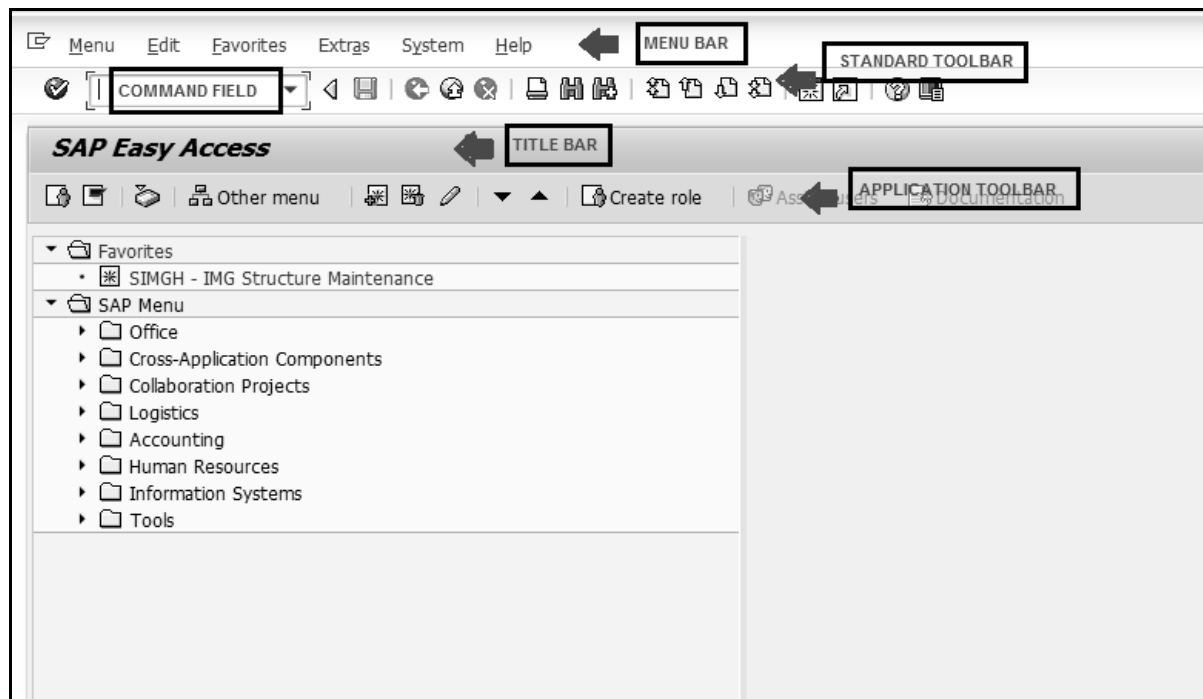 Menu Edit Favorites Extras System Help MENU BAR
STANDARD TOOLBAR
COMMAND FIELD
SAP Easy Access TITLE BAR
Other menu Create role APPLICATION TOOLBAR
Documentation
Favorites
SIMGH - IMG Structure Maintenance
SAP Menu
Office
Cross-Application Components
Collaboration Projects
Logistics
Accounting
Human Resources
Information Systems
Tools